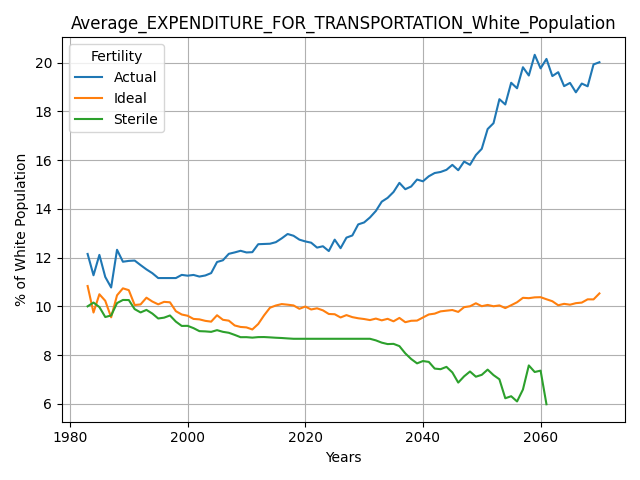 Average_EXPENDITURE_FOR_TRANSPORTATION_White_Population
Fertility
Actual
Ideal
Sterile
% of White Population
20
18
16
14
12
10
8
6
1980
2000
2020
2040
2060
Years